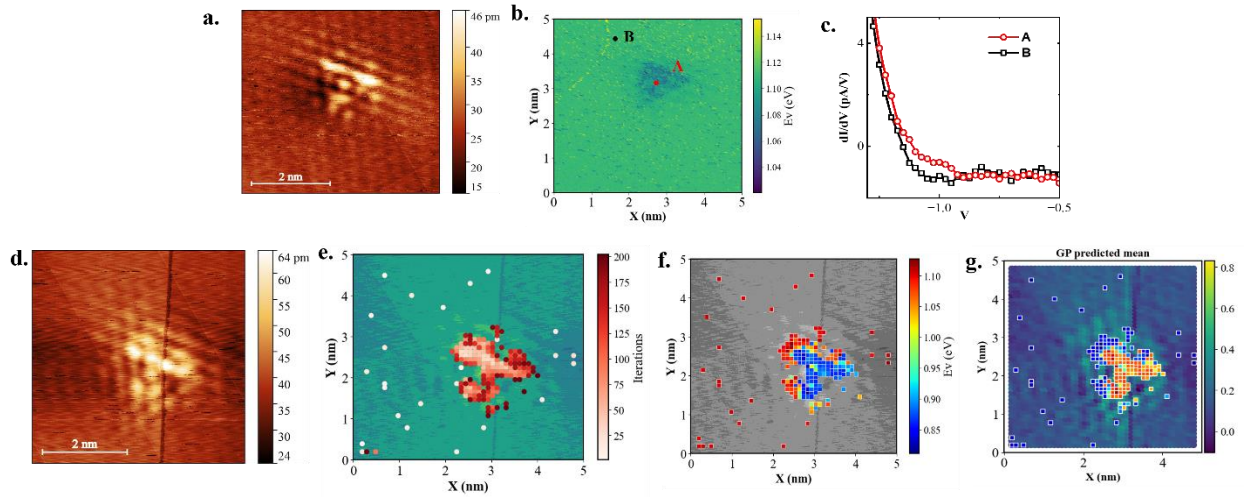 a.
46 pm
40
35
30
25
20
15
2 nm
b.
B
A
5
4
3
2
1
0
Y (nm)
0 1 2 3 4 5
X (nm)
1.14
1.12
1.10
1.08
1.06
1.04
Ev (eV)
c.
A
B
4
0
dI/dV (pA/V)
−1.0 −0.5
V
d.
64 pm
55
50
45
40
35
30
24
2 nm
e.
5
4
3
2
1
0
Y (nm)
0 1 2 3 4 5
X (nm)
200
175
150
125
100
75
50
25
Iterations
f.
5
4
3
2
1
0
Y (nm)
0 1 2 3 4 5
X (nm)
1.10
1.05
1.00
0.95
0.90
0.85
Ev (eV)
g.
GP predicted mean
5
4
3
2
1
0
Y (nm)
0 2 4
X (nm)
0.8
0.6
0.4
0.2
0.0
−0.1